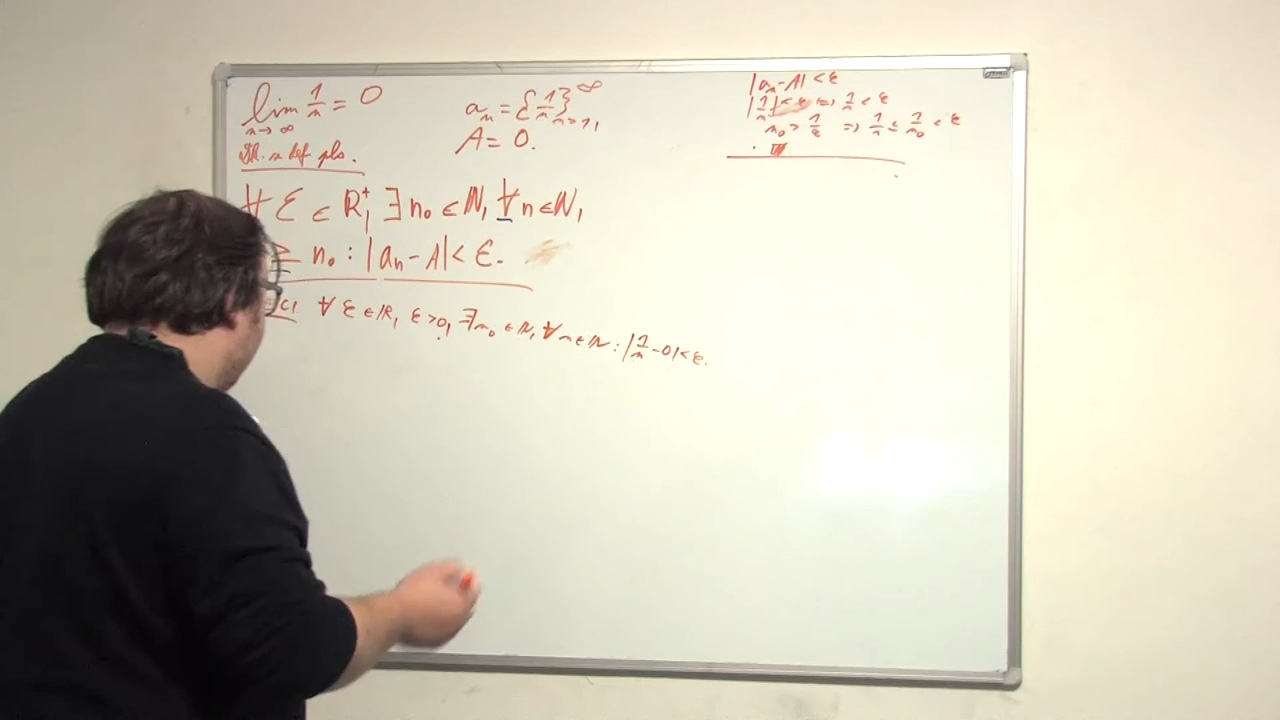 lim 1/n = 0
n→∞
aₙ = {1/n}ₙ₌₁^∞
A = 0.
∀ ε ∈ R⁺, ∃ n₀ ∈ N, ∀ n ∈ N,
≥ n₀ : |aₙ - A| < ε.
∀ ε ∈ R, ε > 0, ∃ n₀ ∈ N, ∀ n ∈ N : |1/n - 0| < ε.
|aₙ - A| < ε
|1/n| < ε ⇒ 1/n < ε
n₀ > 1/ε ⇒ 1/n ≤ 1/n₀ < ε